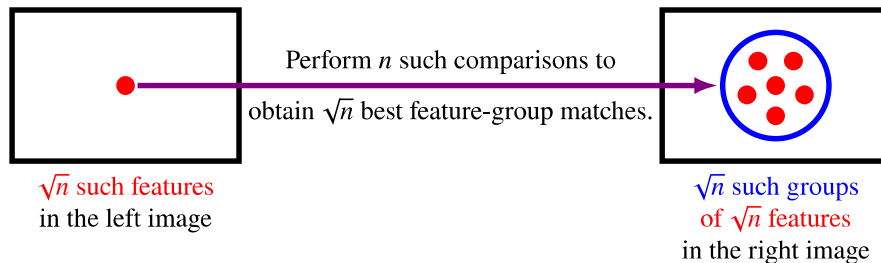 Perform n such comparisons to
obtain √n best feature-group matches.
√n such features
in the left image
√n such groups
of √n features
in the right image